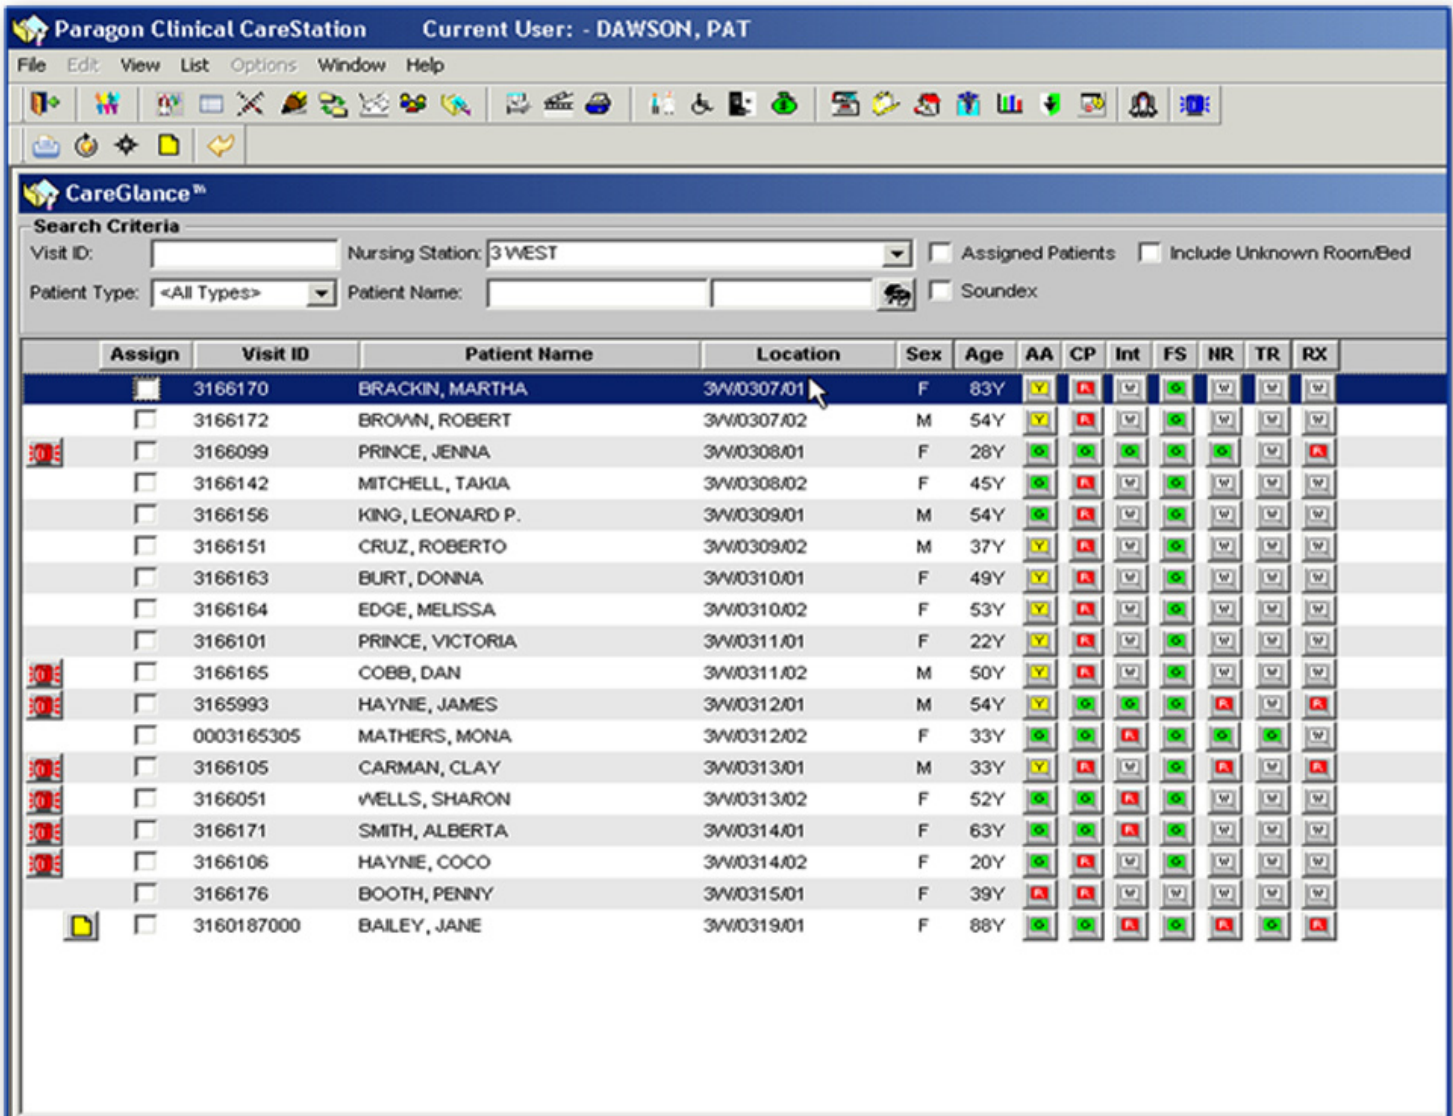 Paragon Clinical CareStation Current User: - DAWSON, PAT
File Edit View List Options Window Help
CareGlance™
Search Criteria
Visit ID: Nursing Station: 3 WEST Assigned Patients Include Unknown Room/Bed
Patient Type: <All Types> Patient Name: Soundex
Assign Visit ID Patient Name Location Sex Age AA CP Int FS NR TR RX
3166170 BRACKIN, MARTHA 3W/0307/01 F 83Y Y R W G W W W
3166172 BROWN, ROBERT 3W/0307/02 M 54Y Y R W G W W W
3166099 PRINCE, JENNA 3W/0308/01 F 28Y G G G G G W R
3166142 MITCHELL, TAKIA 3W/0308/02 F 45Y G R W G W W W
3166156 KING, LEONARD P. 3W/0309/01 M 54Y G R W G W W W
3166151 CRUZ, ROBERTO 3W/0309/02 M 37Y Y R W G W W W
3166163 BURT, DONNA 3W/0310/01 F 49Y Y R W G W W W
3166164 EDGE, MELISSA 3W/0310/02 F 53Y Y R W G W W W
3166101 PRINCE, VICTORIA 3W/0311/01 F 22Y Y R W G W W W
3166165 COBB, DAN 3W/0311/02 M 50Y Y R W G W W W
3165993 HAYNIE, JAMES 3W/0312/01 M 54Y Y G G G R W R
0003165305 MATHERS, MONA 3W/0312/02 F 33Y G G R G G G W
3166105 CARMAN, CLAY 3W/0313/01 M 33Y Y R W G R W R
3166051 WELLS, SHARON 3W/0313/02 F 52Y G G R G W W W
3166171 SMITH, ALBERTA 3W/0314/01 F 63Y G G R G W W W
3166106 HAYNIE, COCO 3W/0314/02 F 20Y G R W G W W W
3166176 BOOTH, PENNY 3W/0315/01 F 39Y R R W W W W W
3160187000 BAILEY, JANE 3W/0319/01 F 88Y G G R G R G R